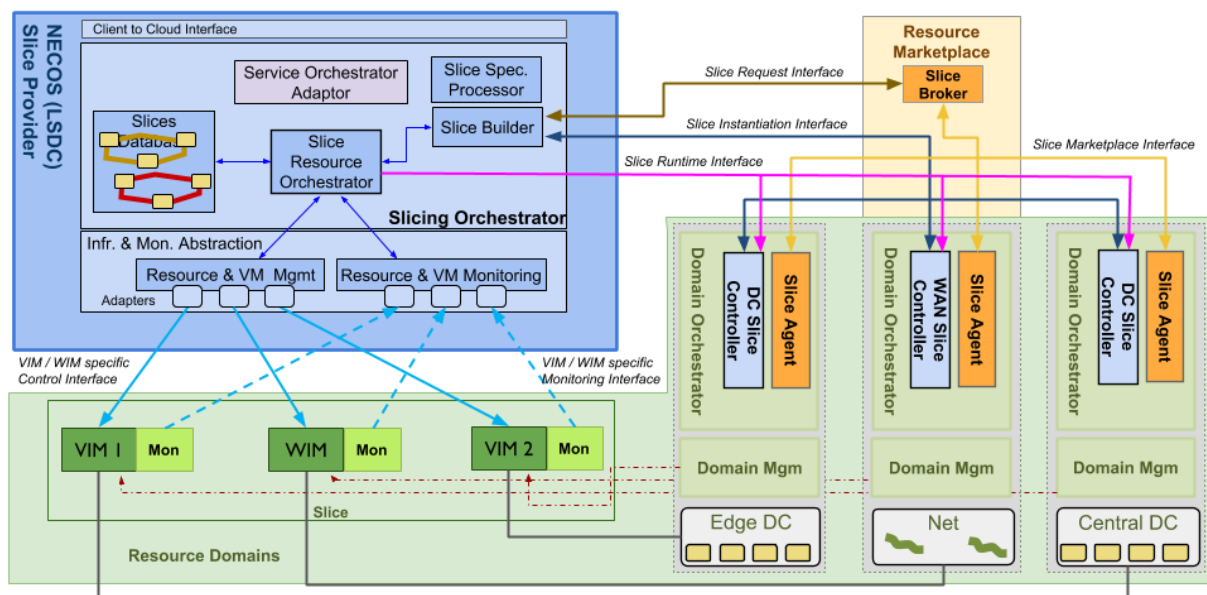 NECOS (LSDC)
Slice Provider
Client to Cloud Interface
Service Orchestrator
Adaptor
Slice Spec.
Processor
Slices
Database
Slice
Resource
Orchestrator
Slice Builder
Slicing Orchestrator
Infr. & Mon. Abstraction
Resource & VM Mgmt
Resource & VM Monitoring
Adapters
Resource
Marketplace
Slice
Broker
Slice Request Interface
Slice Instantiation Interface
Slice Runtime Interface
Slice Marketplace Interface
VIM / WIM specific
Control Interface
VIM / WIM specific
Monitoring Interface
Domain Orchestrator
DC Slice
Controller
Slice Agent
Domain Orchestrator
WAN Slice
Controller
Slice Agent
Domain Orchestrator
DC Slice
Controller
Slice Agent
VIM 1
Mon
WIM
Mon
VIM 2
Mon
Domain Mgm
Domain Mgm
Domain Mgm
Slice
Edge DC
Net
Central DC
Resource Domains